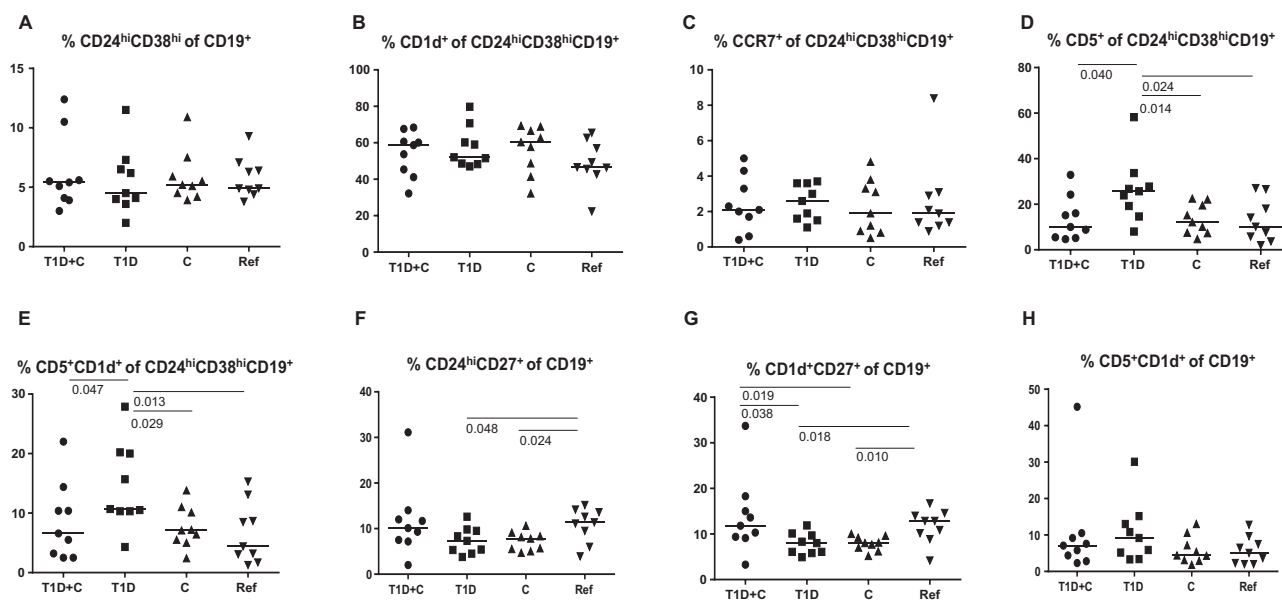 A
% CD24hiCD38hi of CD19+
15
10
5
0
T1D+C T1D C Ref
B
% CD1d+ of CD24hiCD38hiCD19+
100
80
60
40
20
0
T1D+C T1D C Ref
C
% CCR7+ of CD24hiCD38hiCD19+
10
8
6
4
2
0
T1D+C T1D C Ref
D
% CD5+ of CD24hiCD38hiCD19+
80
60
40
20
0
0.040
0.024
0.014
T1D+C T1D C Ref
E
% CD5+CD1d+ of CD24hiCD38hiCD19+
30
20
10
0
0.047
0.013
0.029
T1D+C T1D C Ref
F
% CD24hiCD27+ of CD19+
40
30
20
10
0
0.048
0.024
T1D+C T1D C Ref
G
% CD1d+CD27+ of CD19+
40
30
20
10
0
0.019
0.038
0.018
0.010
T1D+C T1D C Ref
H
% CD5+CD1d+ of CD19+
50
40
30
20
10
0
T1D+C T1D C Ref